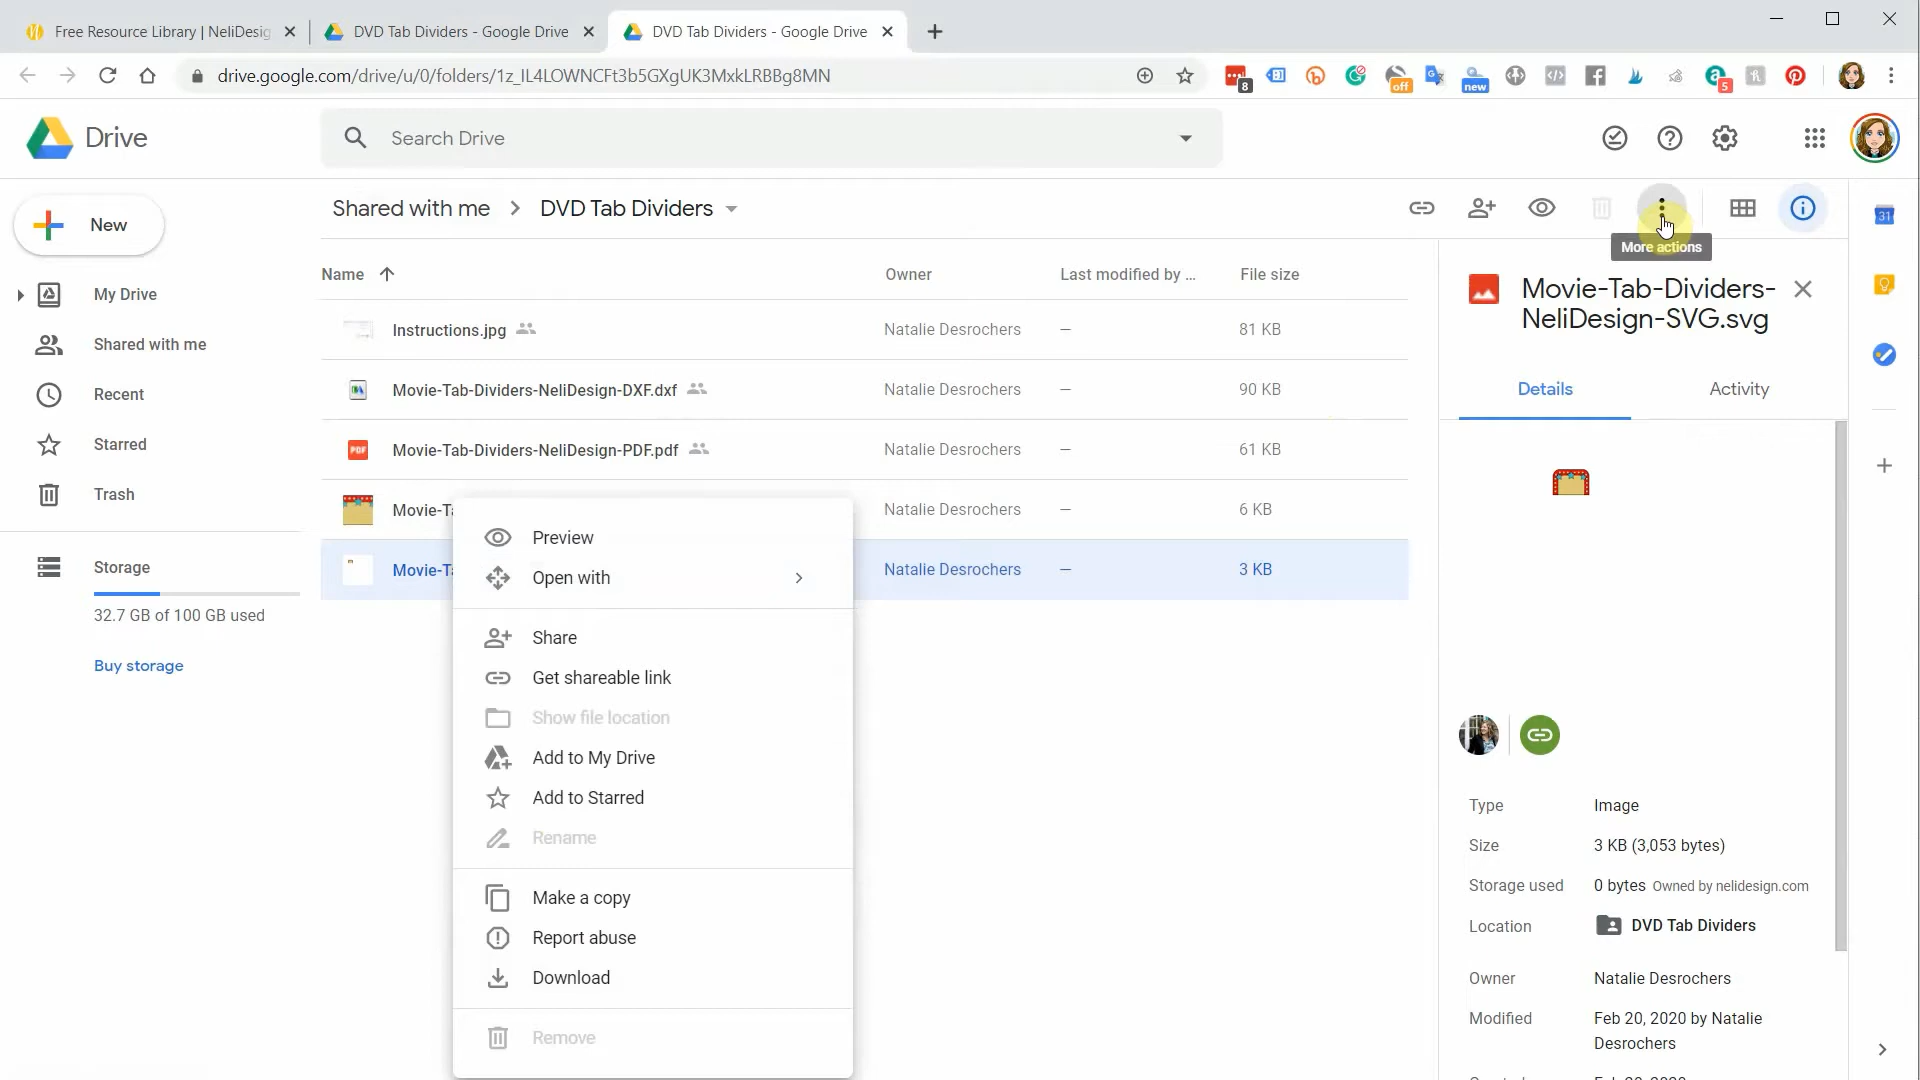 Free Resource Library | NeliDesig
DVD Tab Dividers - Google Drive
DVD Tab Dividers - Google Drive
drive.google.com/drive/u/0/folders/1z_IL4LOWNCFt3b5GXgUK3MxkLRBBg8MN
8
off
new
5
Drive
Search Drive
New
Shared with me
DVD Tab Dividers
More actions
31
My Drive
Shared with me
Recent
Starred
Trash
Storage
32.7 GB of 100 GB used
Buy storage
Name
Owner
Last modified by ...
File size
Instructions.jpg
Natalie Desrochers
–
81 KB
Movie-Tab-Dividers-NeliDesign-DXF.dxf
Natalie Desrochers
–
90 KB
PDF
Movie-Tab-Dividers-NeliDesign-PDF.pdf
Natalie Desrochers
–
61 KB
Movie-Ta
Natalie Desrochers
–
6 KB
Movie-Ta
Natalie Desrochers
–
3 KB
Preview
Open with
Share
Get shareable link
Show file location
Add to My Drive
Add to Starred
Rename
Make a copy
Report abuse
Download
Remove
Movie-Tab-Dividers-
NeliDesign-SVG.svg
Details
Activity
Type
Image
Size
3 KB (3,053 bytes)
Storage used
0 bytes Owned by nelidesign.com
Location
DVD Tab Dividers
Owner
Natalie Desrochers
Modified
Feb 20, 2020 by Natalie
Desrochers